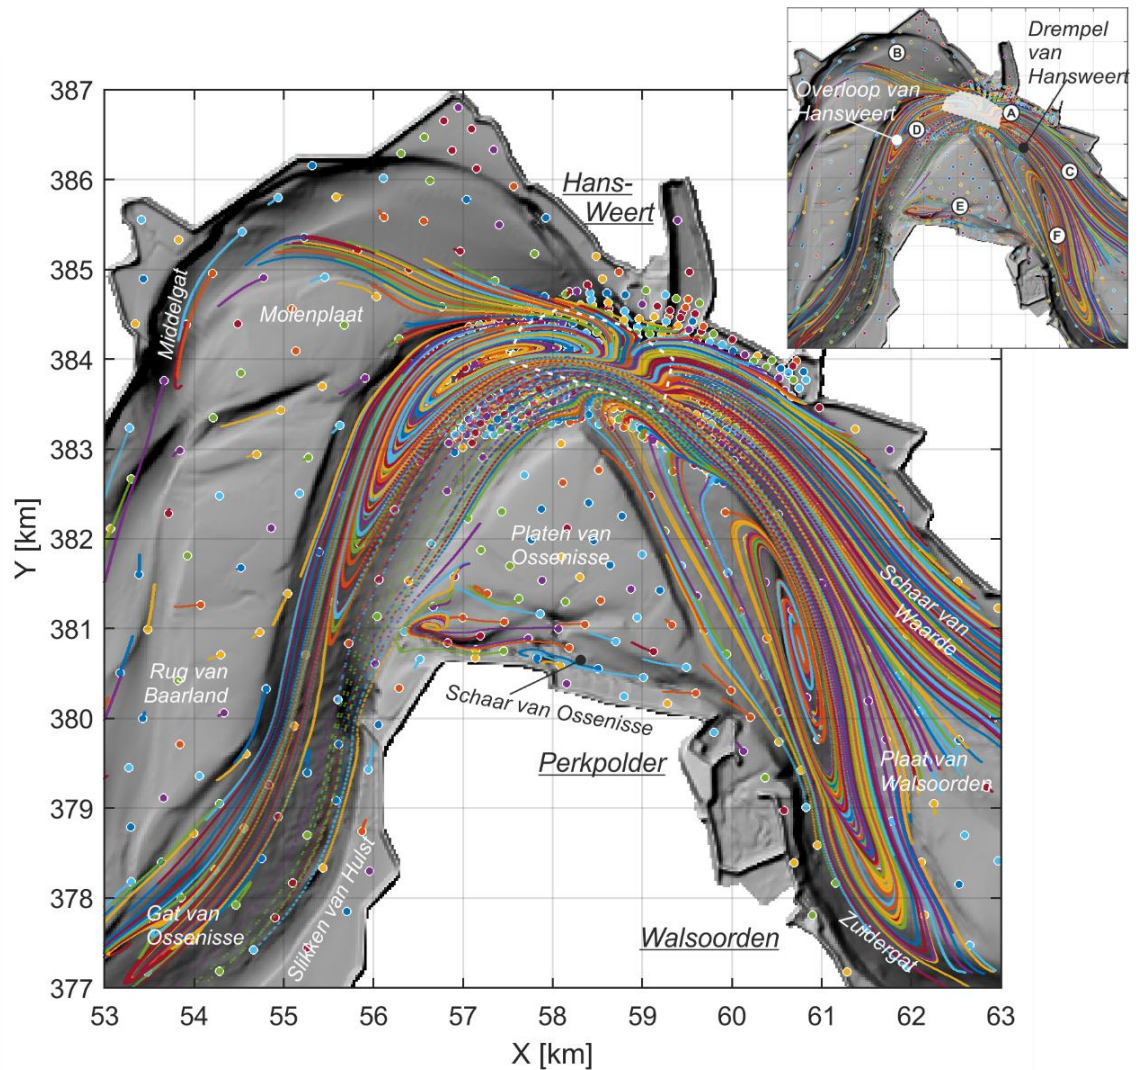 Drempel
van
Hansweert
Overloop van
Hansweert
A
B
C
D
E
F
Y [km]
387
386
385
384
383
382
381
380
379
378
377
Hans-
Weert
Middelgat
Molenplaat
Platen van
Ossenisse
Schaar van
Waarde
Rug van
Baarland
Schaar van Ossenisse
Perkpolder
Plaat van
Walsoorden
Gat van
Ossenisse
Slikken van Hulst
Walsoorden
Zuidergat
53
54
55
56
57
58
59
60
61
62
63
X [km]